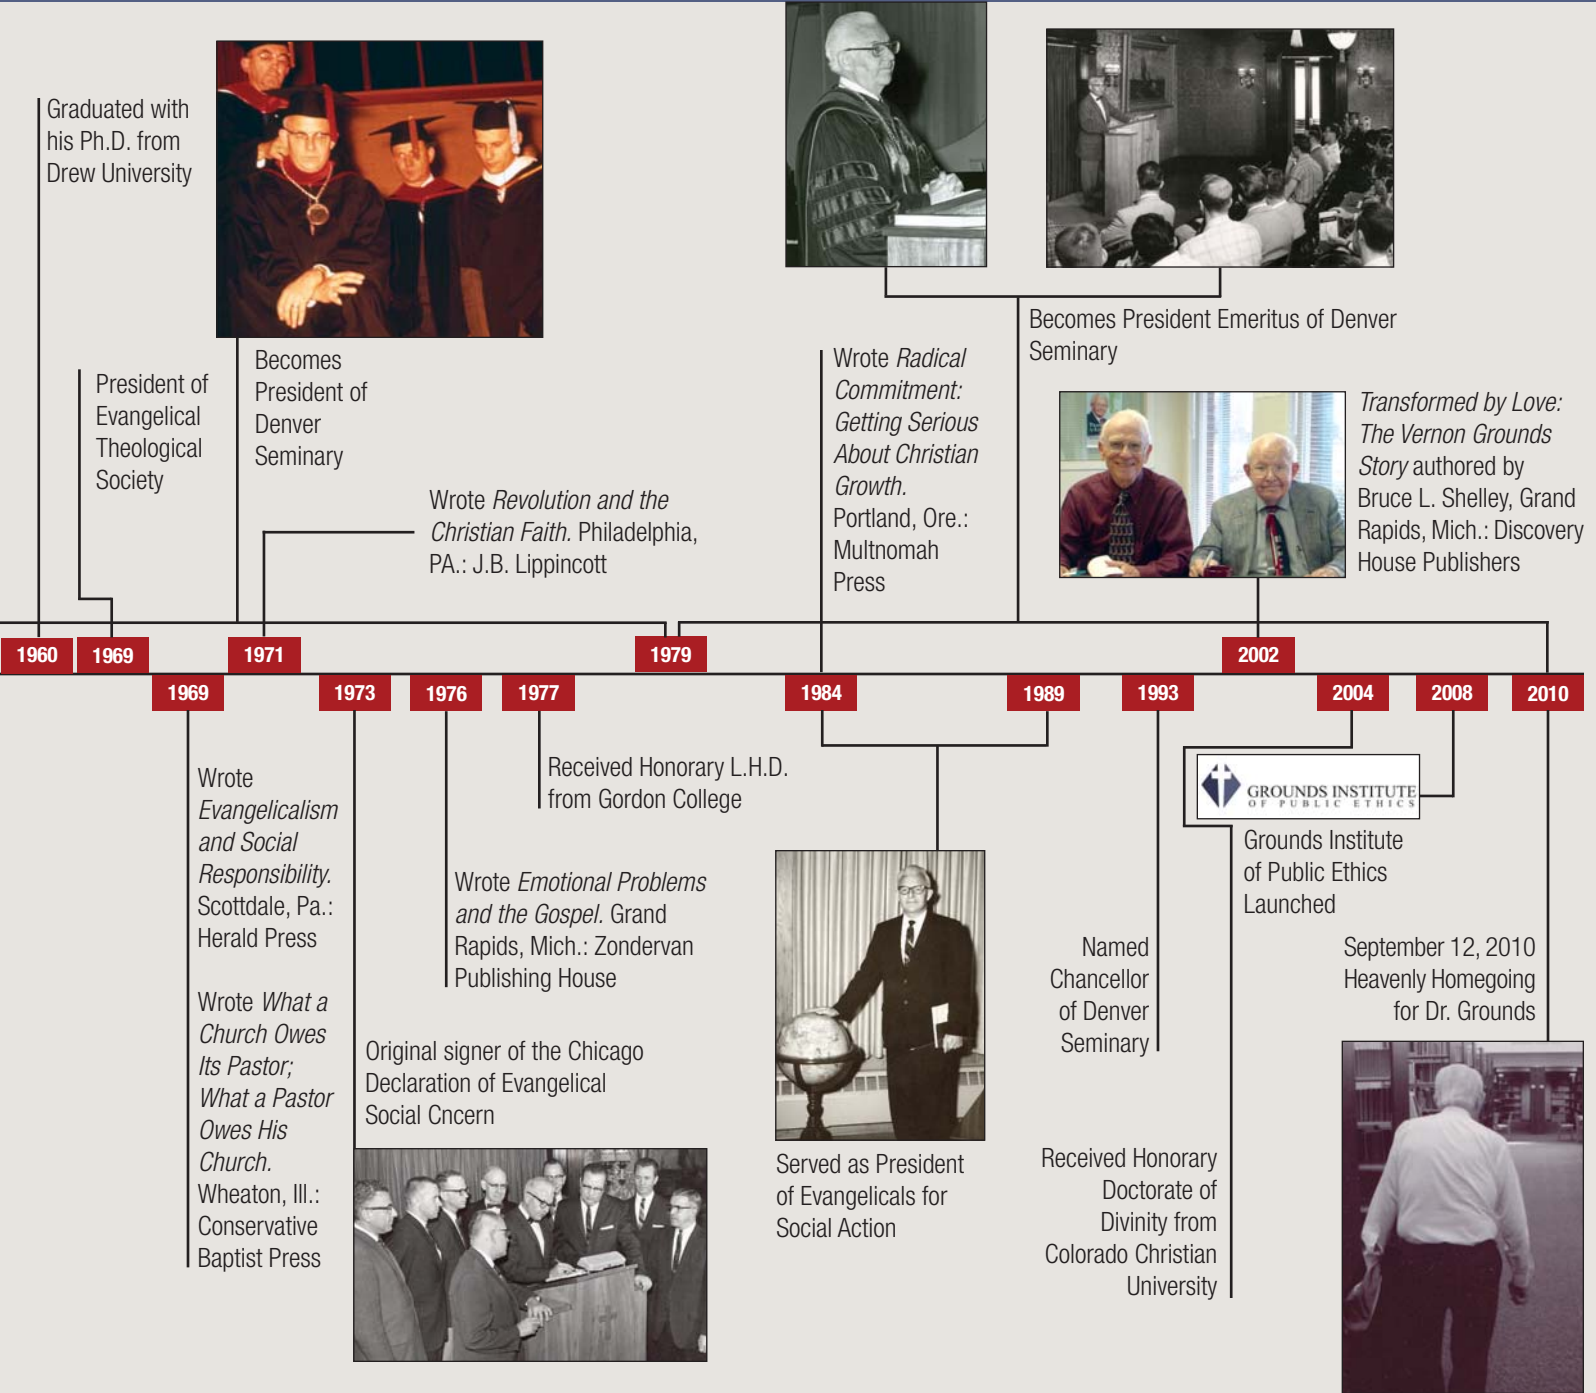 Graduated with
his Ph.D. from
Drew University
President of
Evangelical
Theological
Society
Becomes
President of
Denver
Seminary
Wrote Revolution and the
Christian Faith. Philadelphia,
PA.: J.B. Lippincott
Wrote Radical
Commitment:
Getting Serious
About Christian
Growth.
Portland, Ore.:
Multnomah
Press
Becomes President Emeritus of Denver
Seminary
Transformed by Love:
The Vernon Grounds
Story authored by
Bruce L. Shelley, Grand
Rapids, Mich.: Discovery
House Publishers
1960
1969
1971
1979
2002
1969
1973
1976
1977
1984
1989
1993
2004
2008
2010
Wrote
Evangelicalism
and Social
Responsibility.
Scottdale, Pa.:
Herald Press
Wrote What a
Church Owes
Its Pastor;
What a Pastor
Owes His
Church.
Wheaton, Ill.:
Conservative
Baptist Press
Original signer of the Chicago
Declaration of Evangelical
Social Cncern
Wrote Emotional Problems
and the Gospel. Grand
Rapids, Mich.: Zondervan
Publishing House
Received Honorary L.H.D.
from Gordon College
Served as President
of Evangelicals for
Social Action
Named
Chancellor
of Denver
Seminary
Received Honorary
Doctorate of
Divinity from
Colorado Christian
University
GROUNDS INSTITUTE
OF PUBLIC ETHICS
Grounds Institute
of Public Ethics
Launched
September 12, 2010
Heavenly Homegoing
for Dr. Grounds